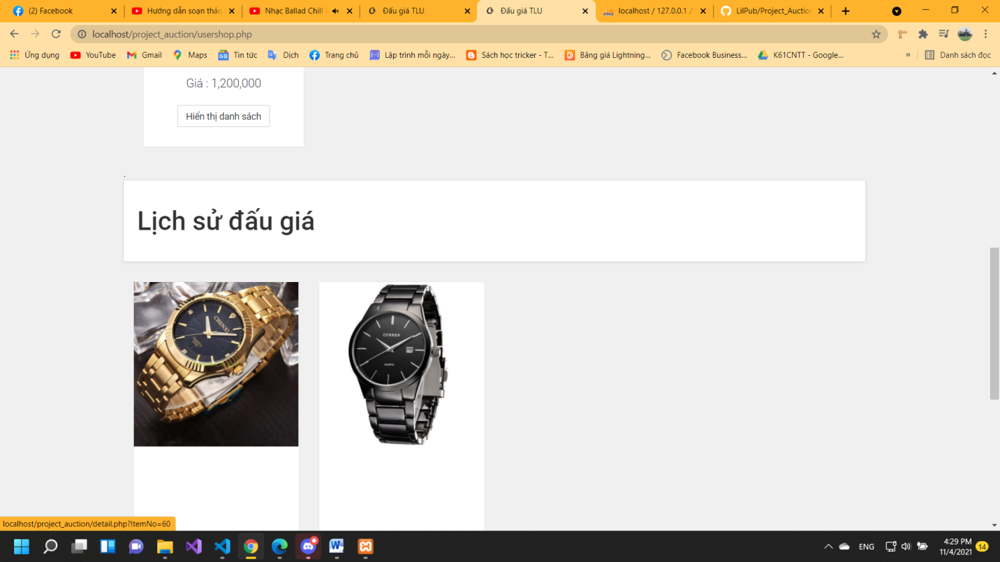 (2) Facebook
Hướng dẫn soạn thảo
Nhạc Ballad Chill
Đấu giá TLU
Đấu giá TLU
localhost / 127.0.0.1 /
LilPub/Project_Auction
localhost/project_auction/usershop.php
Ứng dụng
YouTube
Gmail
Maps
Tin tức
Dịch
Trang chủ
Lập trình mỗi ngày...
Sách học tricker - T...
Bảng giá Lightning...
Facebook Business...
K61CNTT - Google...
»
Danh sách đọc
Giá : 1,200,000
Hiển thị danh sách
.
Lịch sử đấu giá
CHENXI
CURREN
QUARTZ
localhost/project_auction/detail.php?ItemNo=60
ENG
4:29 PM
11/4/2021
14